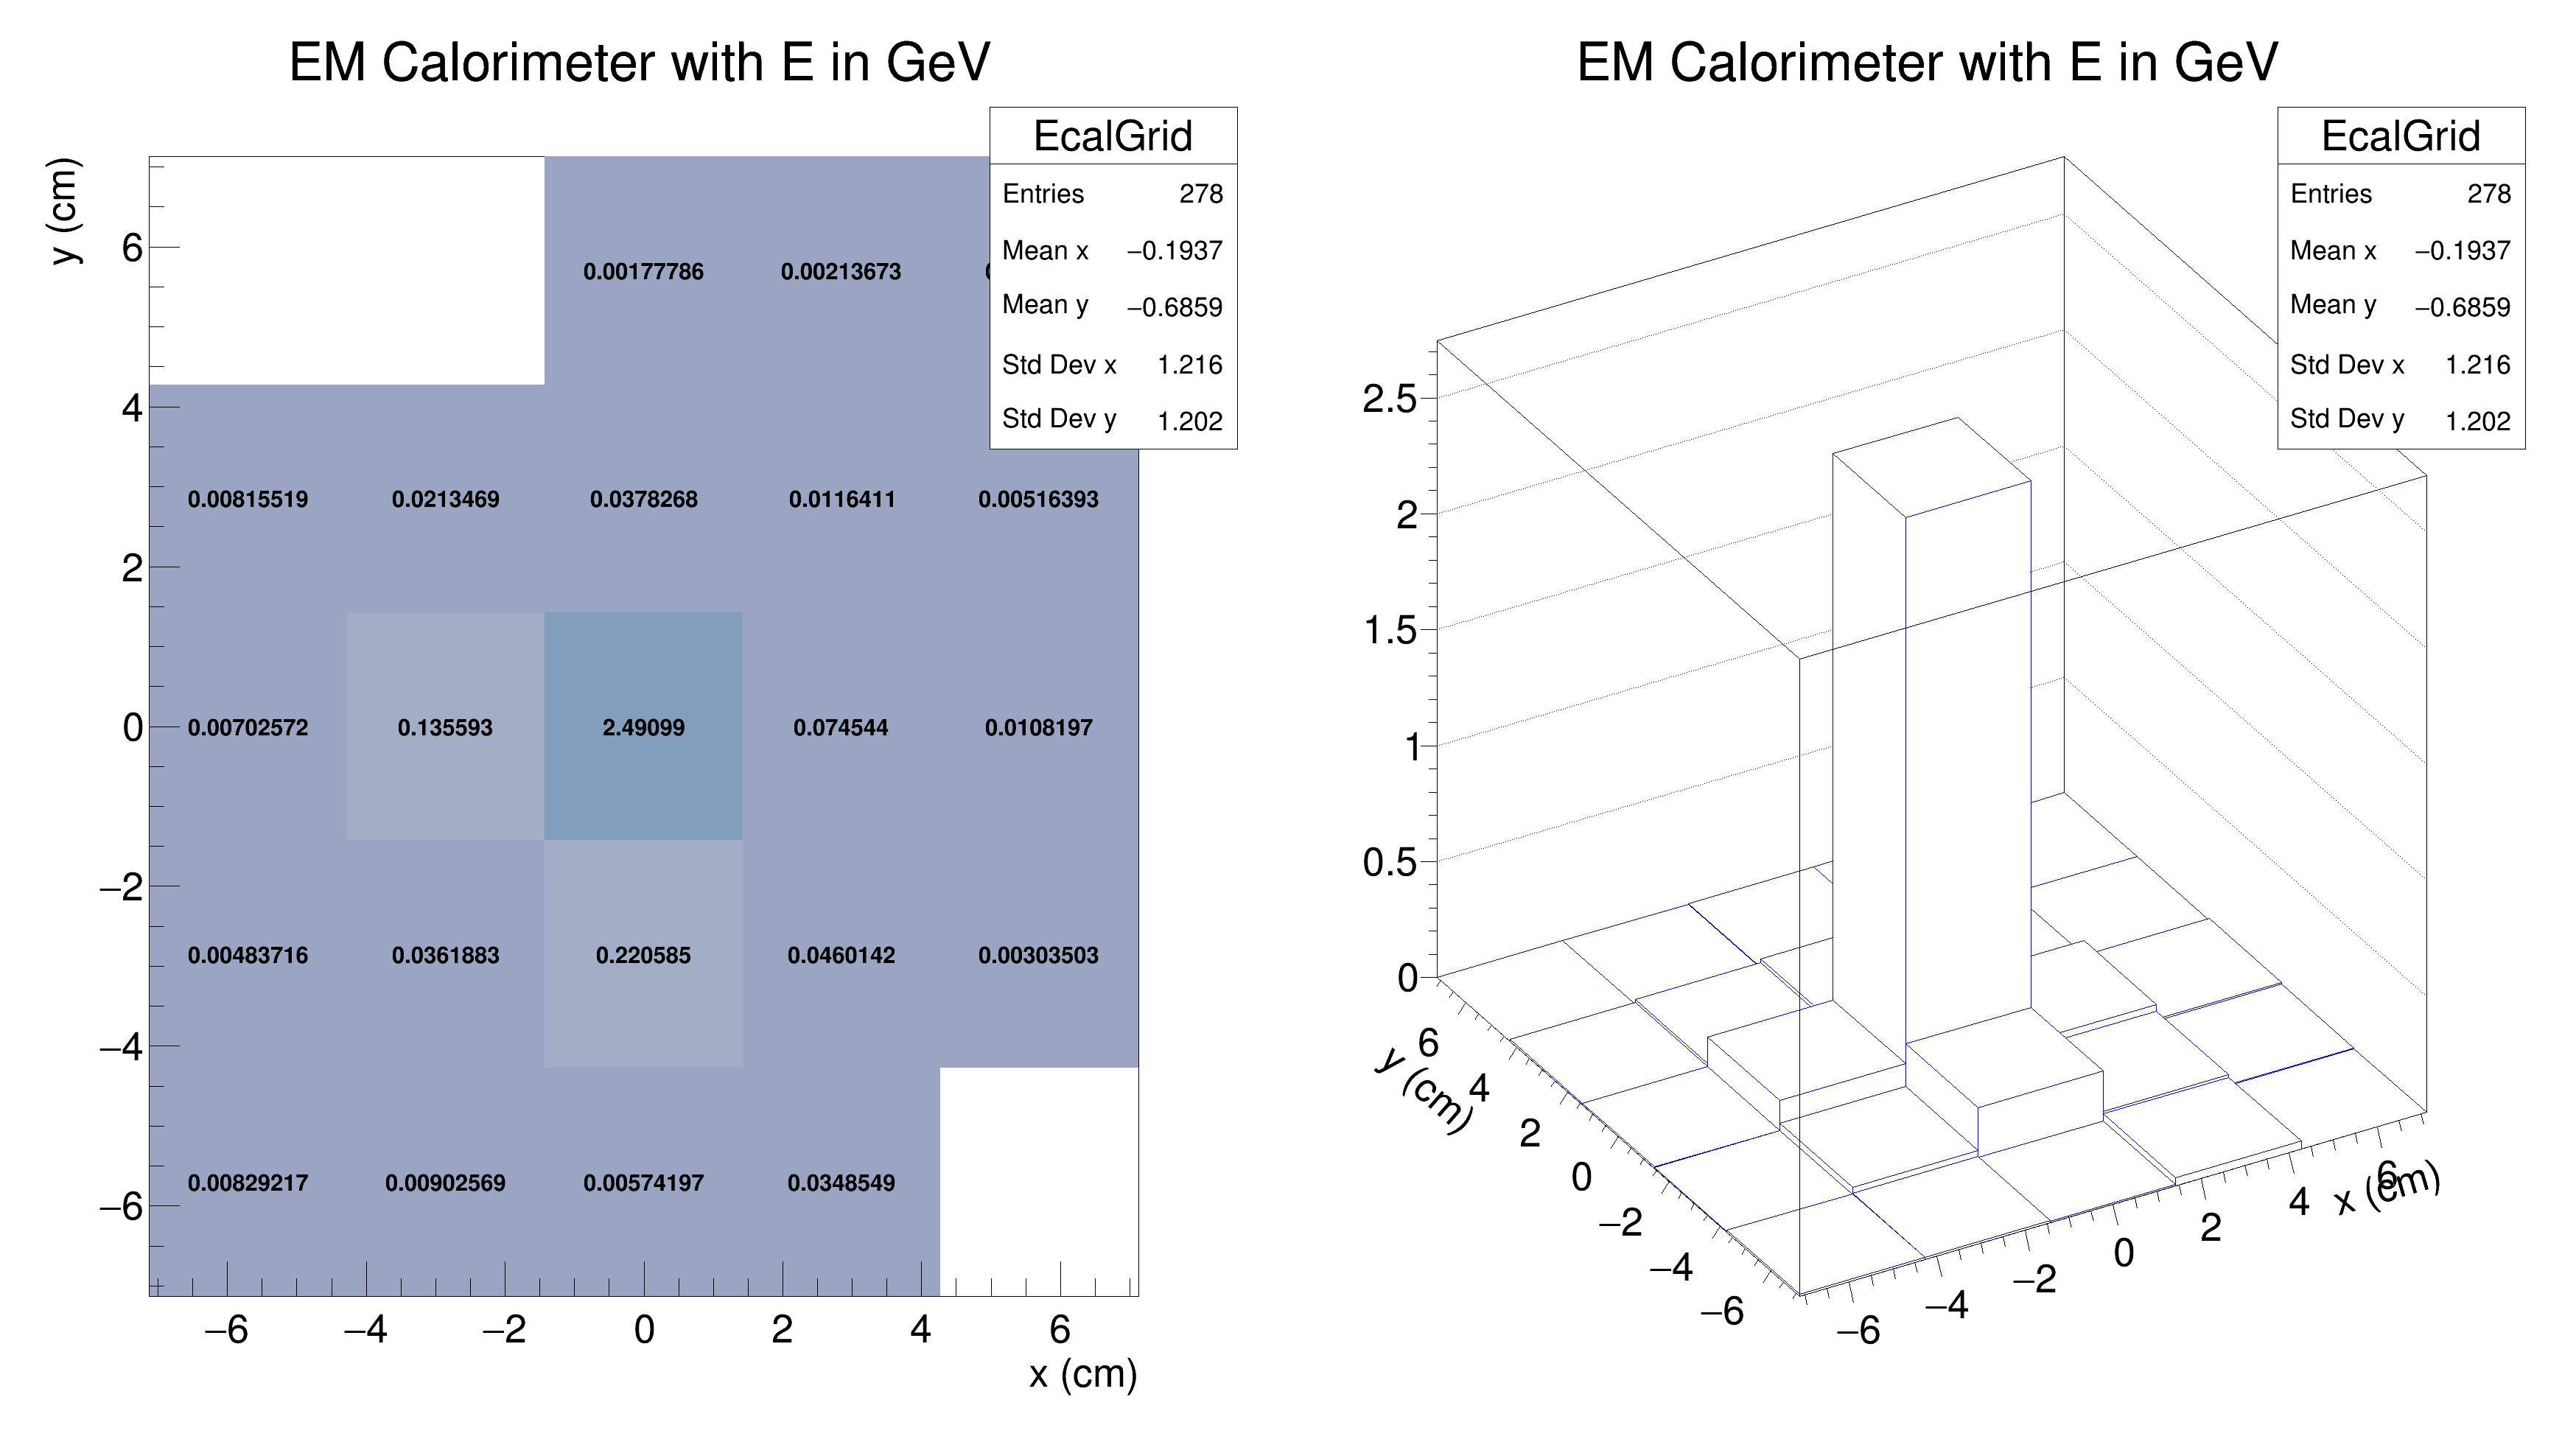 EM Calorimeter with E in GeV
EcalGrid
Entries 278
Mean x −0.1937
Mean y −0.6859
Std Dev x 1.216
Std Dev y 1.202
y (cm)
6
4
2
0
−2
−4
−6
0.00177786 0.00213673
0.00815519 0.0213469 0.0378268 0.0116411 0.00516393
0.00702572 0.135593 2.49099 0.074544 0.0108197
0.00483716 0.0361883 0.220585 0.0460142 0.00303503
0.00829217 0.00902569 0.00574197 0.0348549
−6 −4 −2 0 2 4 6
x (cm)
EM Calorimeter with E in GeV
EcalGrid
Entries 278
Mean x −0.1937
Mean y −0.6859
Std Dev x 1.216
Std Dev y 1.202
2.5
2
1.5
1
0.5
0
y (cm)
6
4
2
0
−2
−4
−6
−6
−4
−2
0
2
4
6
x (cm)